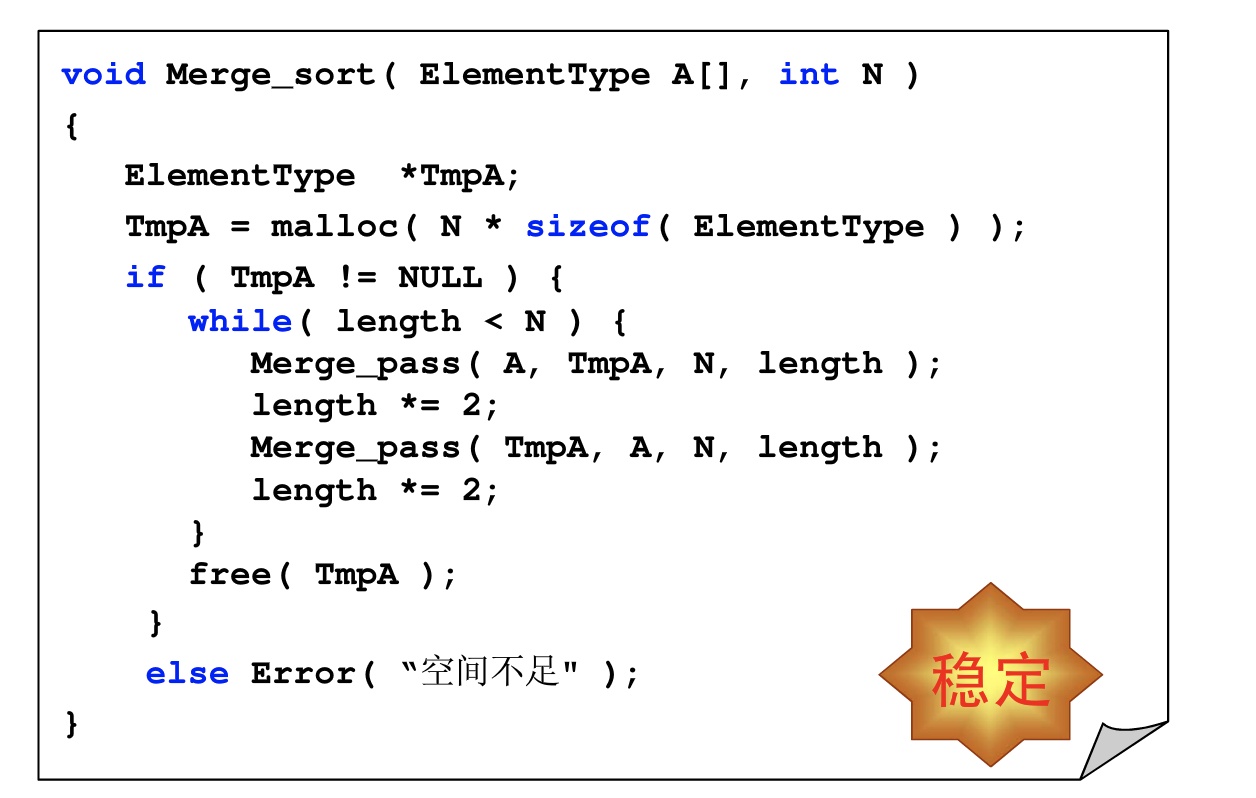 void Merge_sort( ElementType A[], int N )
{
ElementType *TmpA;
TmpA = malloc( N * sizeof( ElementType ) );
if ( TmpA != NULL ) {
while( length < N ) {
Merge_pass( A, TmpA, N, length );
length *= 2;
Merge_pass( TmpA, A, N, length );
length *= 2;
}
free( TmpA );
}
else Error( “空间不足" );
}
稳定